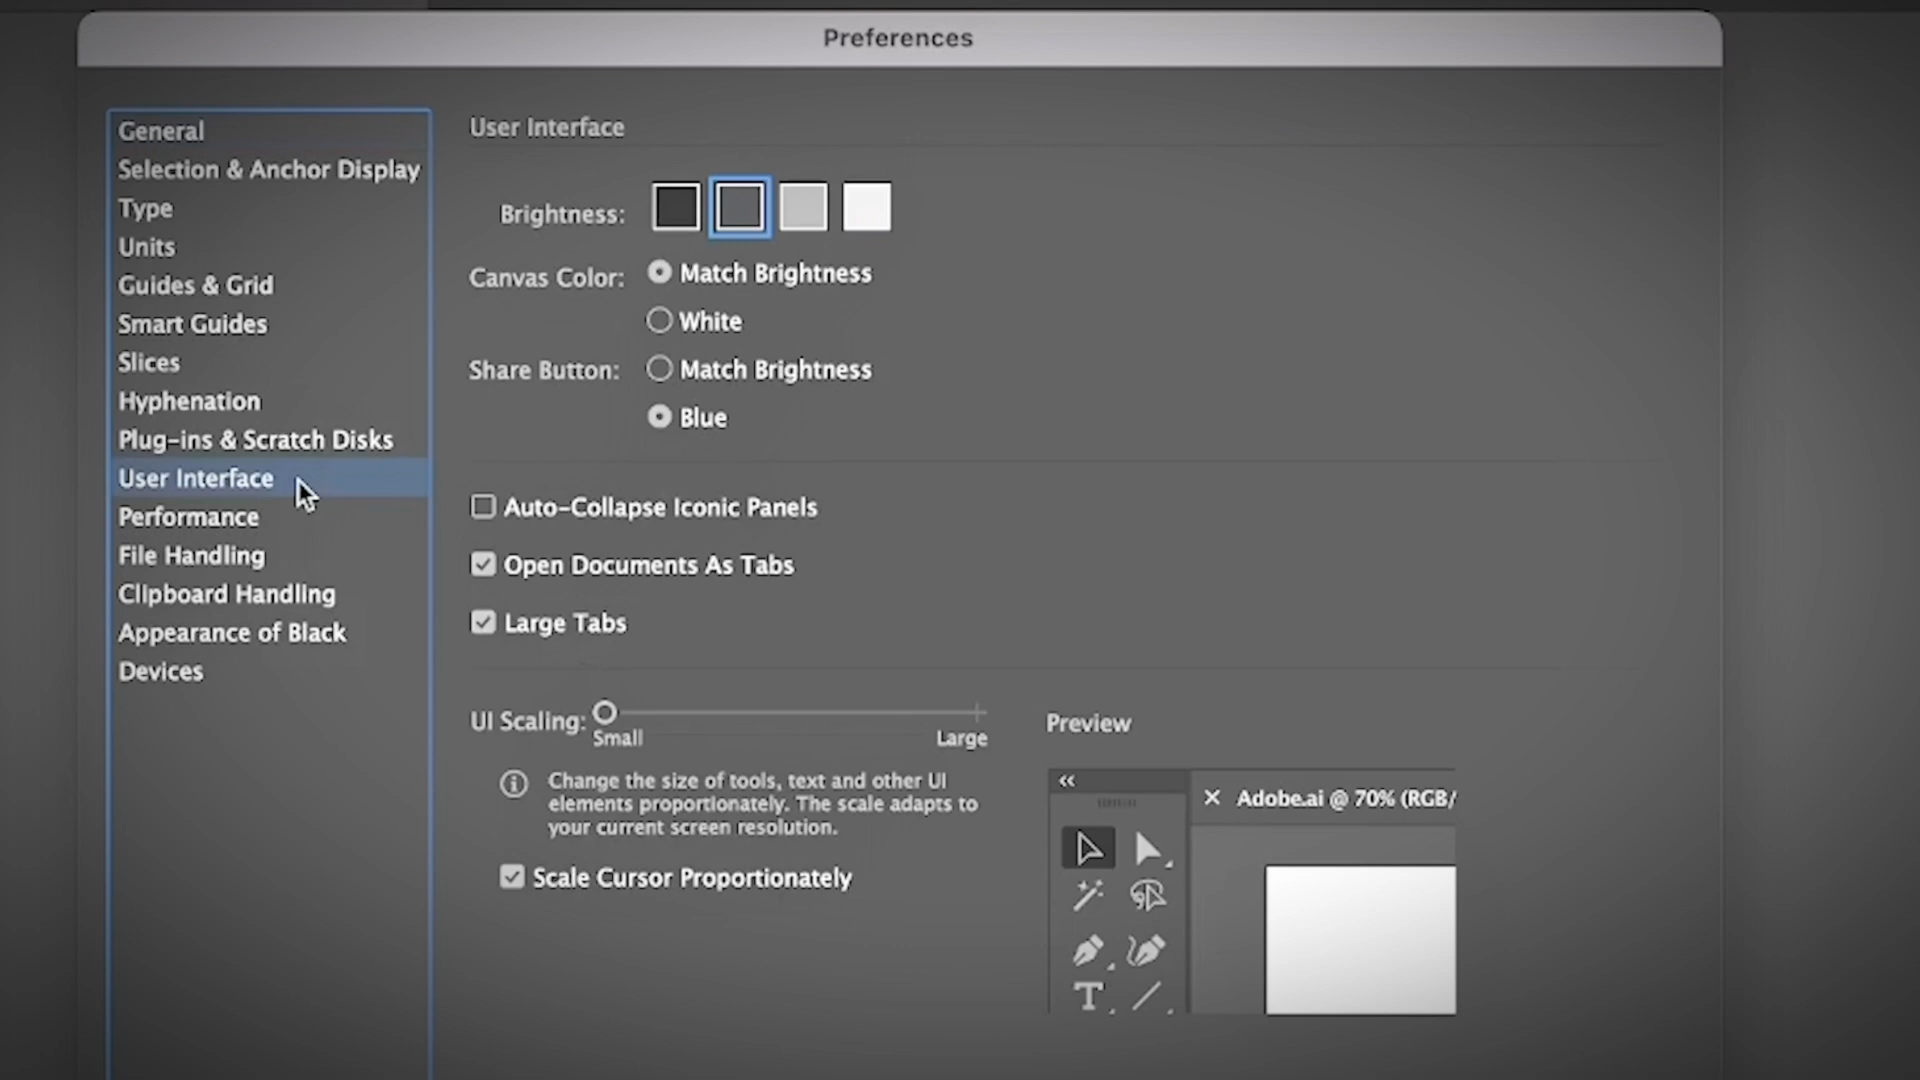 Preferences
General
Selection & Anchor Display
Type
Units
Guides & Grid
Smart Guides
Slices
Hyphenation
Plug-ins & Scratch Disks
User Interface
Performance
File Handling
Clipboard Handling
Appearance of Black
Devices
User Interface
Brightness:
Canvas Color: Match Brightness
White
Share Button: Match Brightness
Blue
Auto-Collapse Iconic Panels
Open Documents As Tabs
Large Tabs
UI Scaling:
Small Large
Change the size of tools, text and other UI
elements proportionately. The scale adapts to
your current screen resolution.
Scale Cursor Proportionately
Preview
Adobe.ai @ 70% (RGB/